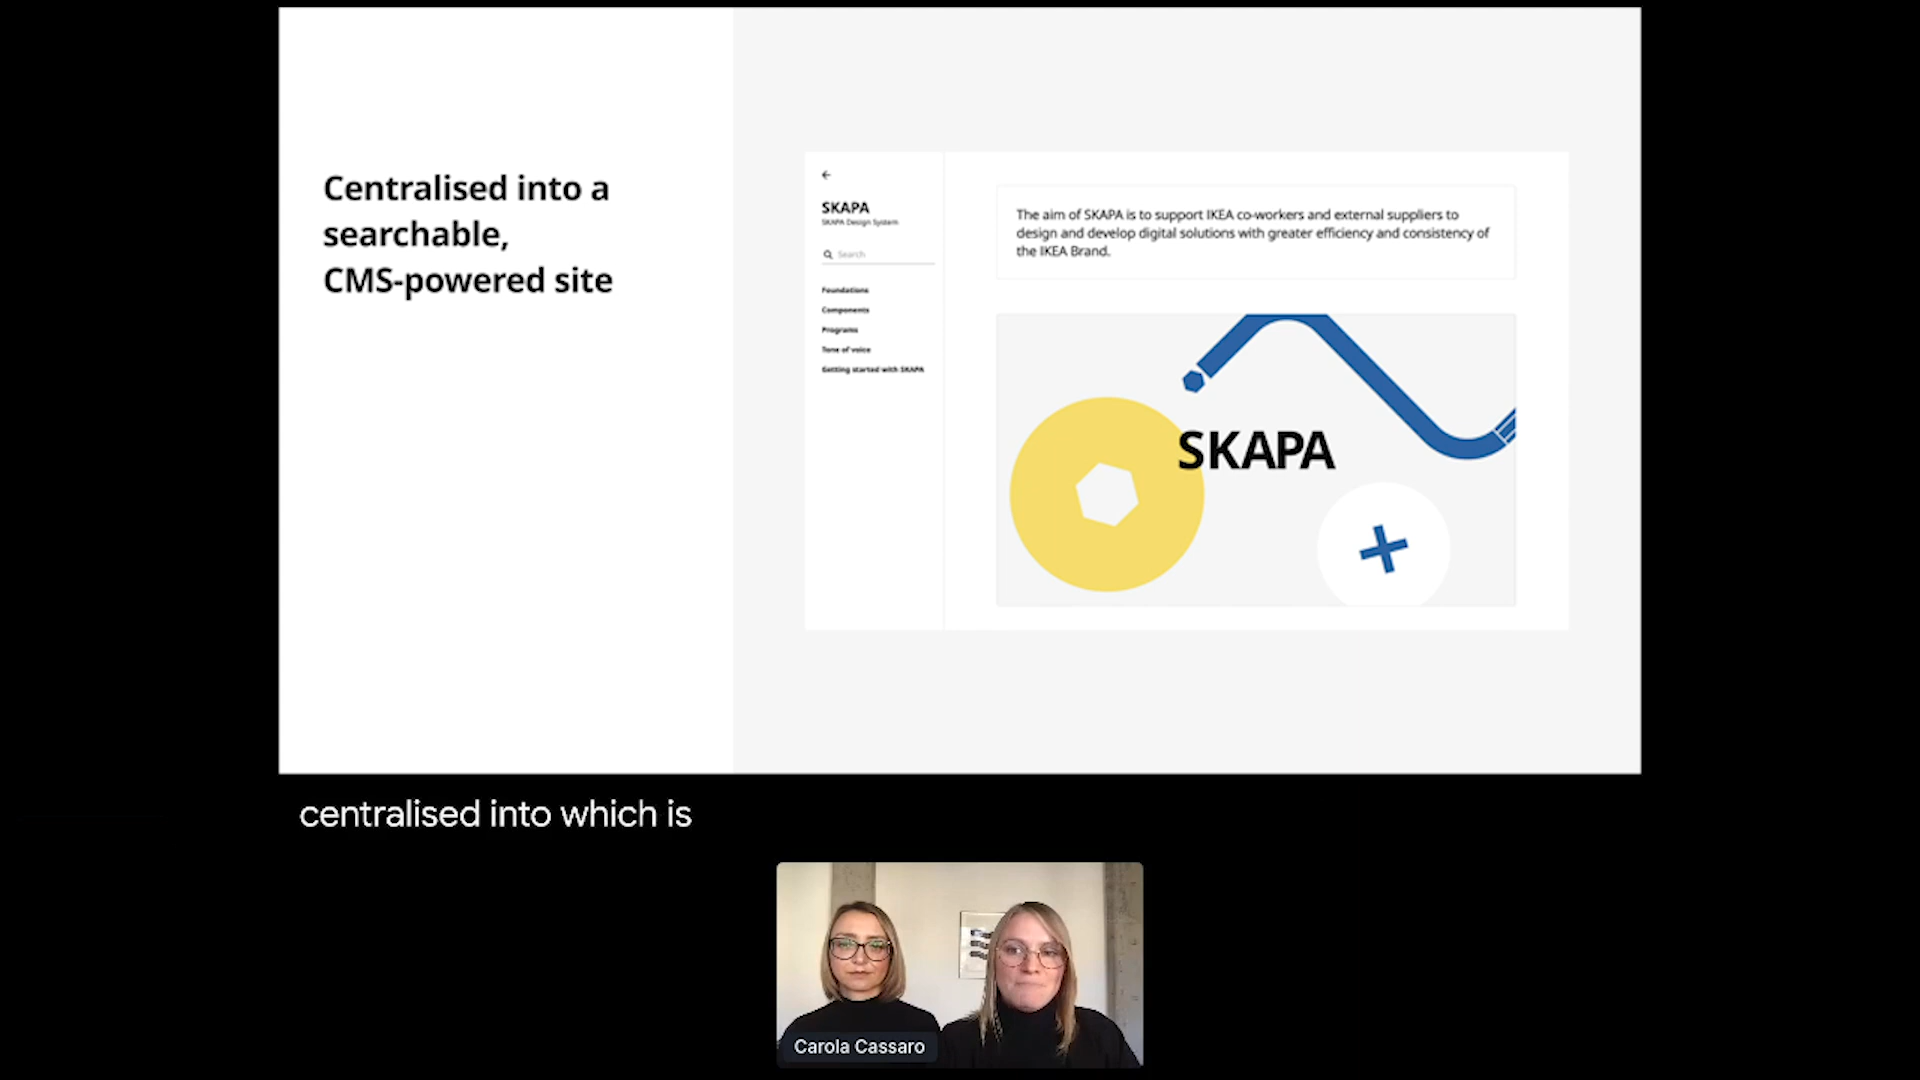 Centralised into a
searchable,
CMS-powered site
SKAPA
SKAPA Design System
Search
Foundations
Components
Programs
Tone of voice
Getting started with SKAPA
The aim of SKAPA is to support IKEA co-workers and external suppliers to
design and develop digital solutions with greater efficiency and consistency of
the IKEA Brand.
SKAPA
centralised into which is
Carola Cassaro